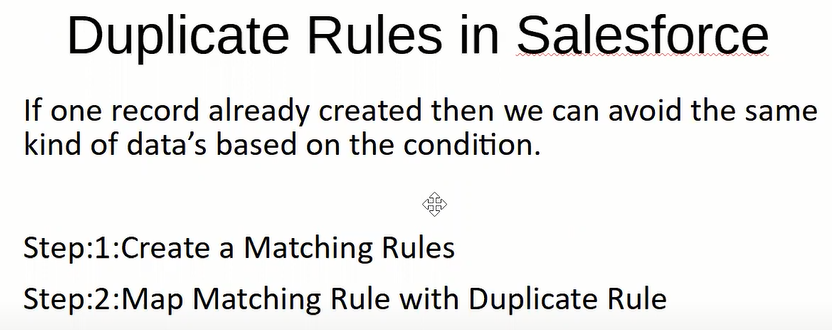 Duplicate Rules in Salesforce
If one record already created then we can avoid the same
kind of data’s based on the condition.
Step:1:Create a Matching Rules
Step:2:Map Matching Rule with Duplicate Rule